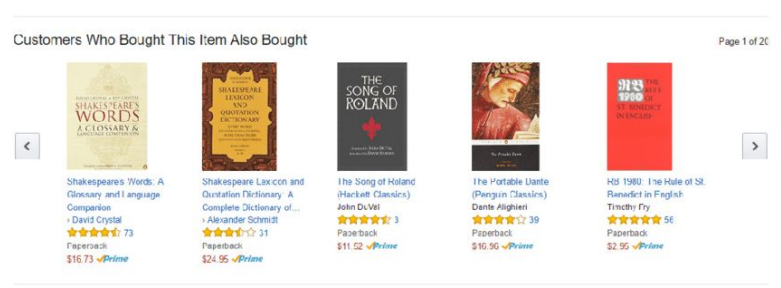 Customers Who Bought This Item Also Bought
Page 1 of 20
SHAKESPEARE'S
WORDS
A GLOSSARY &
LANGUAGE COMPANION
SHAKESPEARE
LEXICON
AND
QUOTATION
DICTIONARY
THE
SONG OF
ROLAND
The Portable Dante
RB THE
1980 RULE OF
ST. BENEDICT
IN ENGLISH
Shakespeare's Words: A
Glossary and Language
Companion
› David Crystal
73
Paperback
$16.73 Prime
Shakespeare Lexicon and
Quotation Dictionary: A
Complete Dictionary of...
› Alexander Schmidt
31
Paperback
$24.95 Prime
The Song of Roland
(Hackett Classics)
John DuVal
3
Paperback
$11.52 Prime
The Portable Dante
(Penguin Classics)
Dante Alighieri
39
Paperback
$16.96 Prime
RB 1980: The Rule of St.
Benedict in English
Timothy Fry
56
Paperback
$2.95 Prime